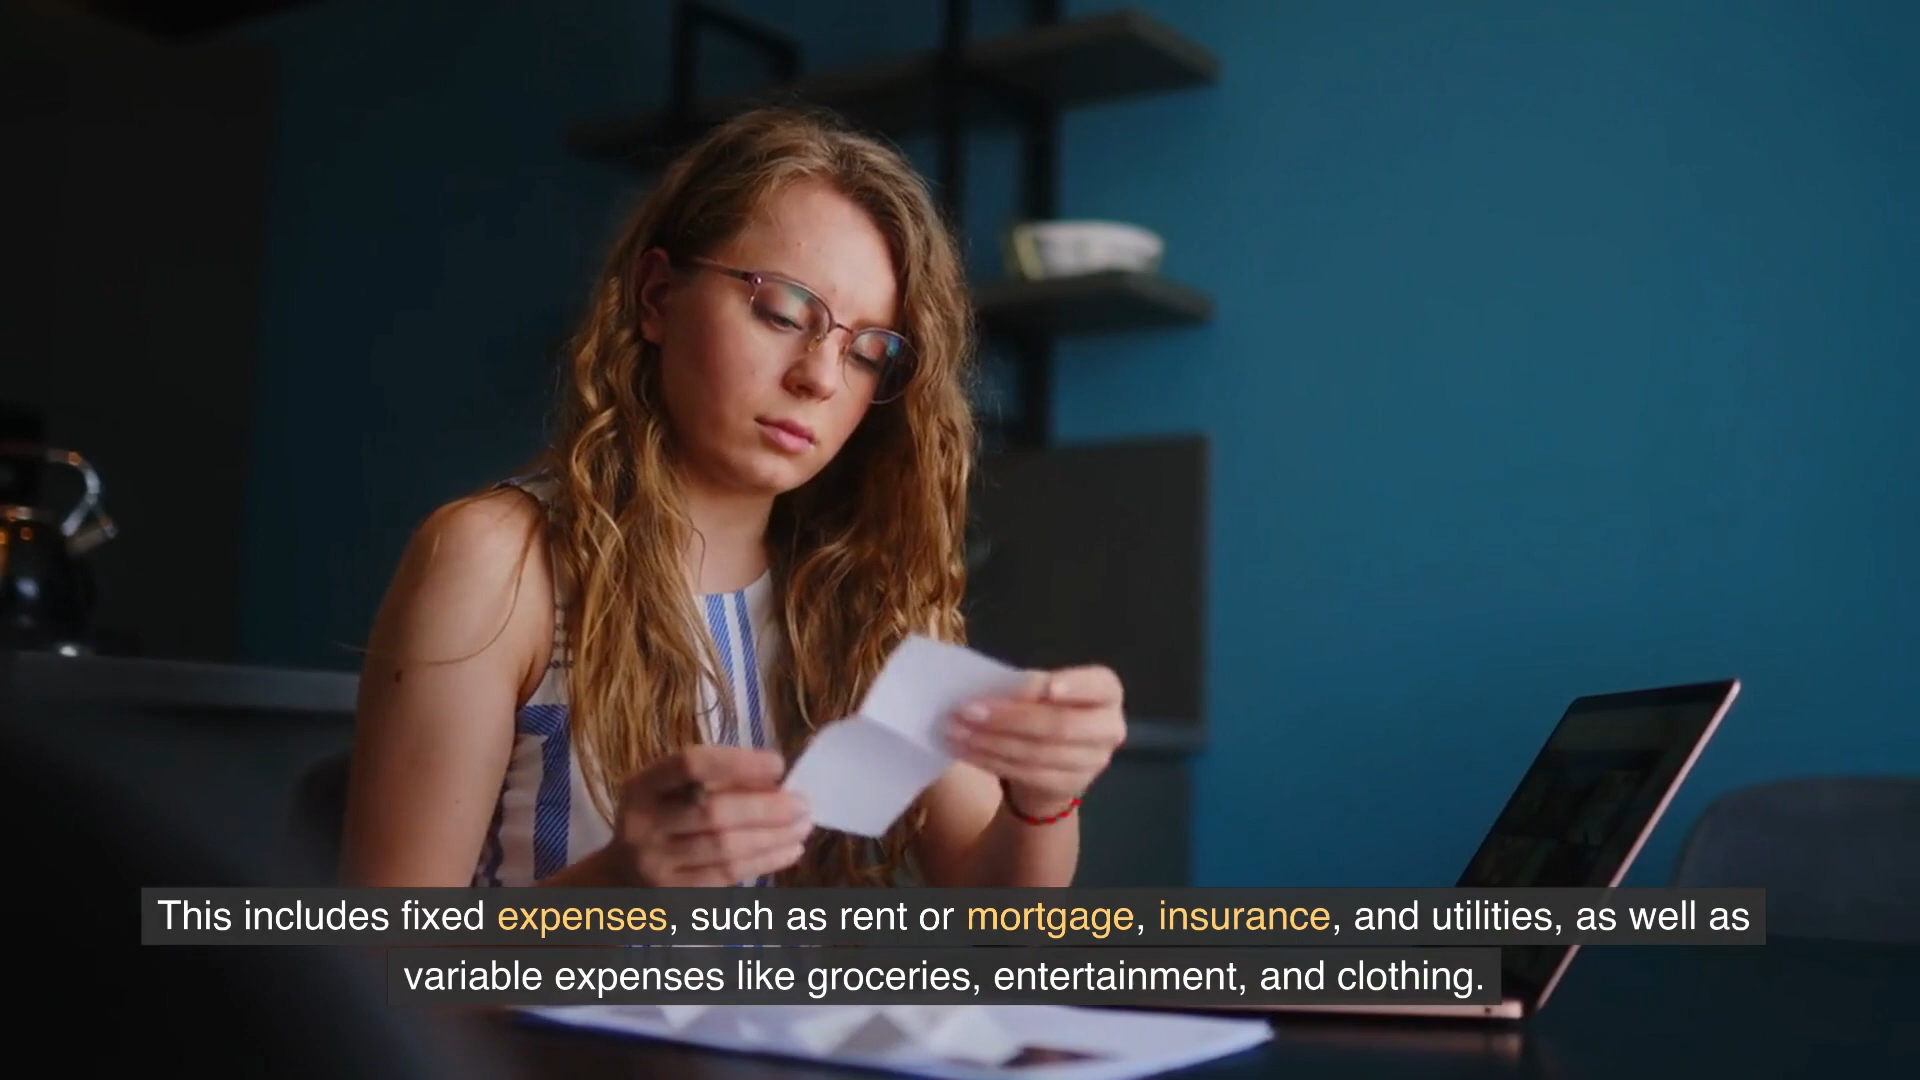 This includes fixed expenses, such as rent or mortgage, insurance, and utilities, as well as
variable expenses like groceries, entertainment, and clothing.